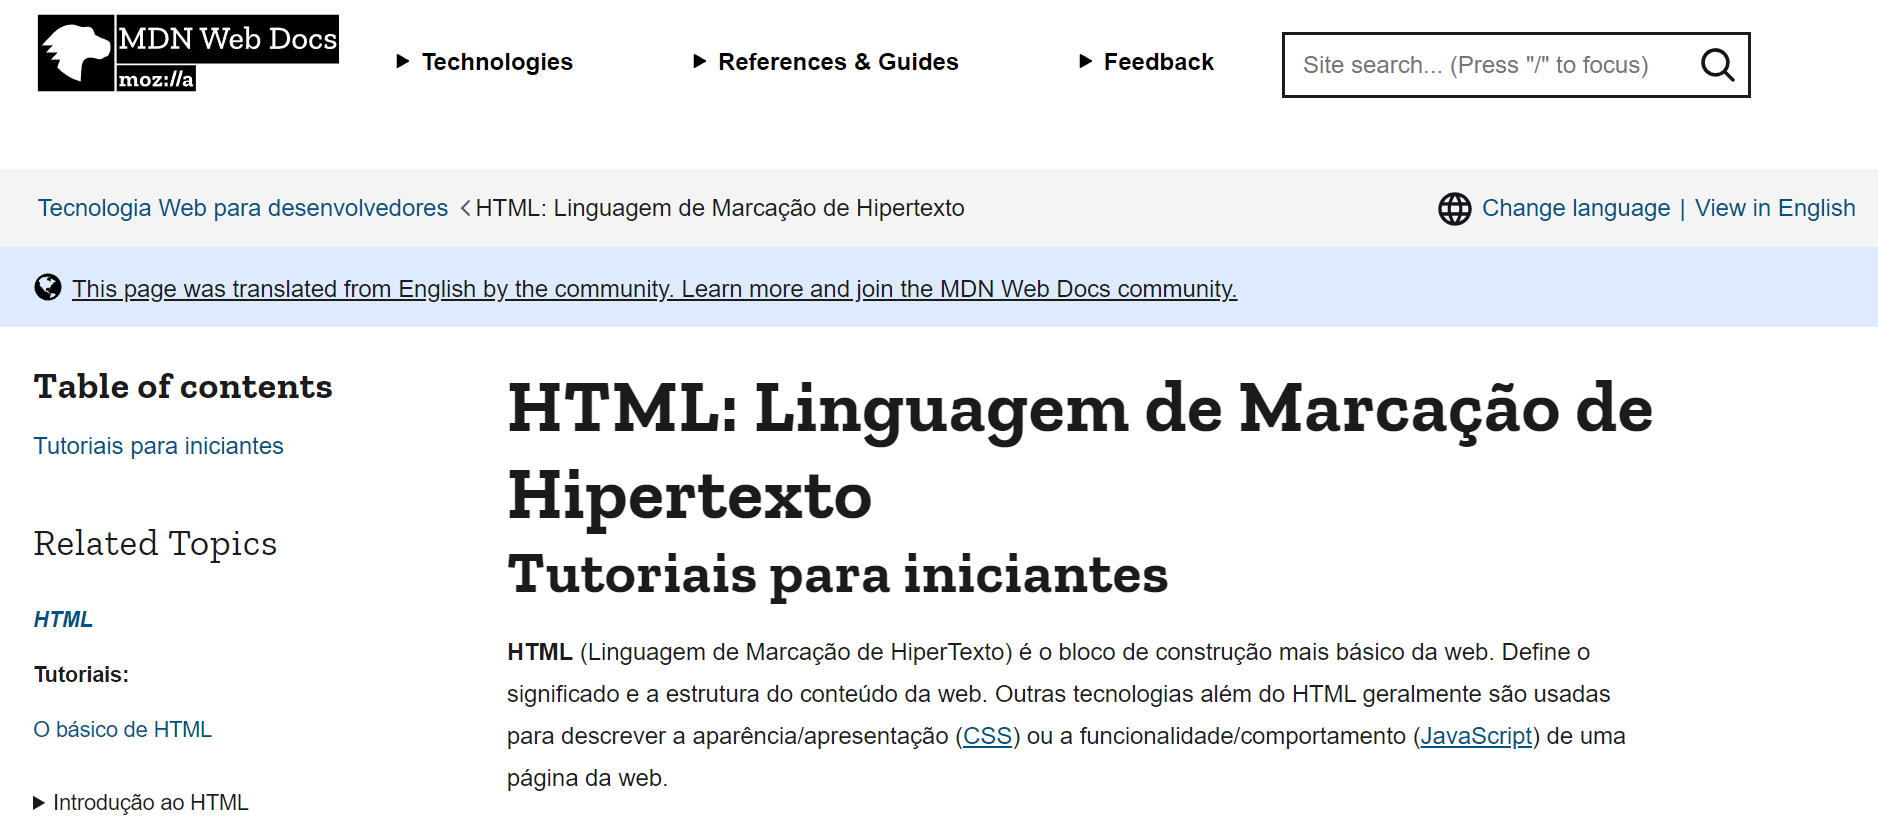 MDN Web Docs
moz://a
Technologies
References & Guides
Feedback
Site search... (Press "/" to focus)
Tecnologia Web para desenvolvedores
HTML: Linguagem de Marcação de Hipertexto
Change language | View in English
This page was translated from English by the community. Learn more and join the MDN Web Docs community.
Table of contents
Tutoriais para iniciantes
Related Topics
HTML
Tutoriais:
O básico de HTML
Introdução ao HTML
HTML: Linguagem de Marcação de
Hipertexto
Tutoriais para iniciantes
HTML (Linguagem de Marcação de HiperTexto) é o bloco de construção mais básico da web. Define o
significado e a estrutura do conteúdo da web. Outras tecnologias além do HTML geralmente são usadas
para descrever a aparência/apresentação (CSS) ou a funcionalidade/comportamento (JavaScript) de uma
página da web.